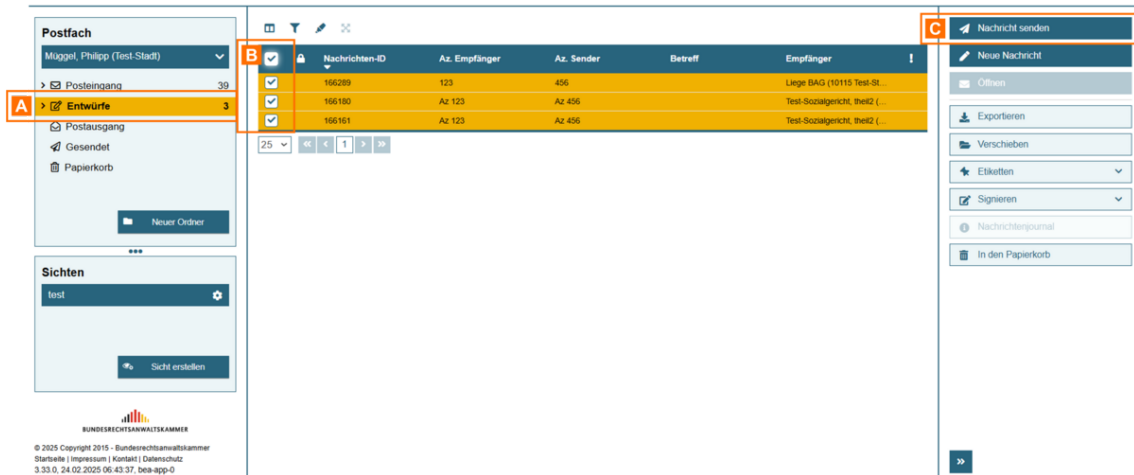 Postfach
Müggel, Philipp (Test-Stadt)
Posteingang 39
A
Entwürfe 3
Postausgang
Gesendet
Papierkorb
Neuer Ordner
Sichten
test
Sicht erstellen
BUNDESRECHTSANWALTSKAMMER
© 2025 Copyright 2015 - Bundesrechtsanwaltskammer
Startseite | Impressum | Kontakt | Datenschutz
3.33.0, 24.02.2025 06:43:37, bea-app-0
B
Nachrichten-ID Az. Empfänger Az. Sender Betreff Empfänger !
166289 123 456 Liege BAG (10115 Test-St...
166180 Az 123 Az 456 Test-Sozialgericht, theil2 (...
166161 Az 123 Az 456 Test-Sozialgericht, theil2 (...
25 « < 1 > »
C
Nachricht senden
Neue Nachricht
Öffnen
Exportieren
Verschieben
Etiketten
Signieren
Nachrichtenjournal
In den Papierkorb
»